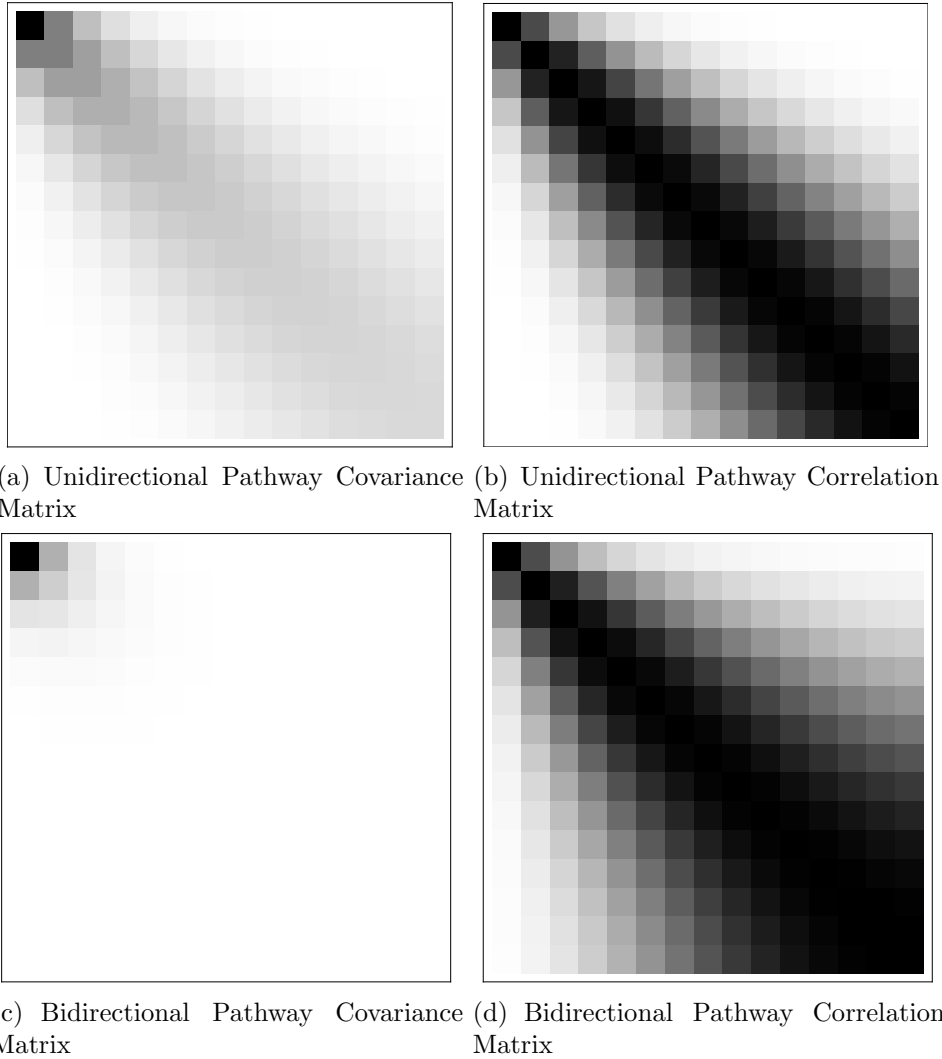 (a) Unidirectional Pathway Covariance
Matrix
(b) Unidirectional Pathway Correlation
Matrix
c) Bidirectional Pathway Covariance
Matrix
(d) Bidirectional Pathway Correlation
Matrix